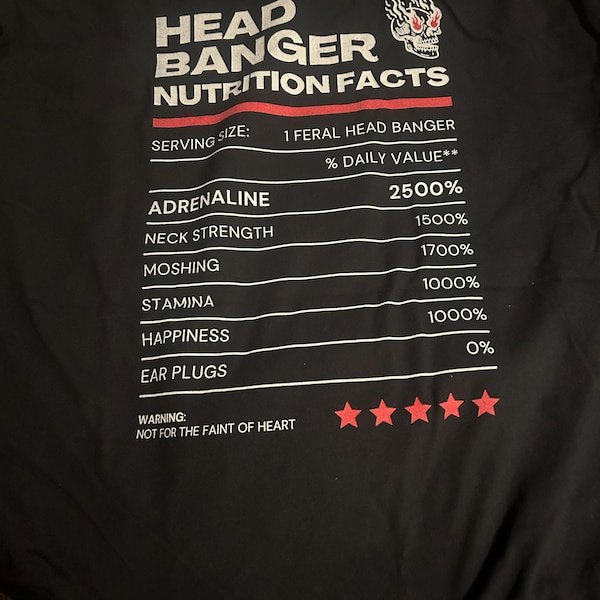 HEAD
BANGER
NUTRITION FACTS
SERVING SIZE: 1 FERAL HEAD BANGER
% DAILY VALUE**
ADRENALINE 2500%
NECK STRENGTH 1500%
MOSHING 1700%
STAMINA 1000%
HAPPINESS 1000%
EAR PLUGS 0%
WARNING:
NOT FOR THE FAINT OF HEART